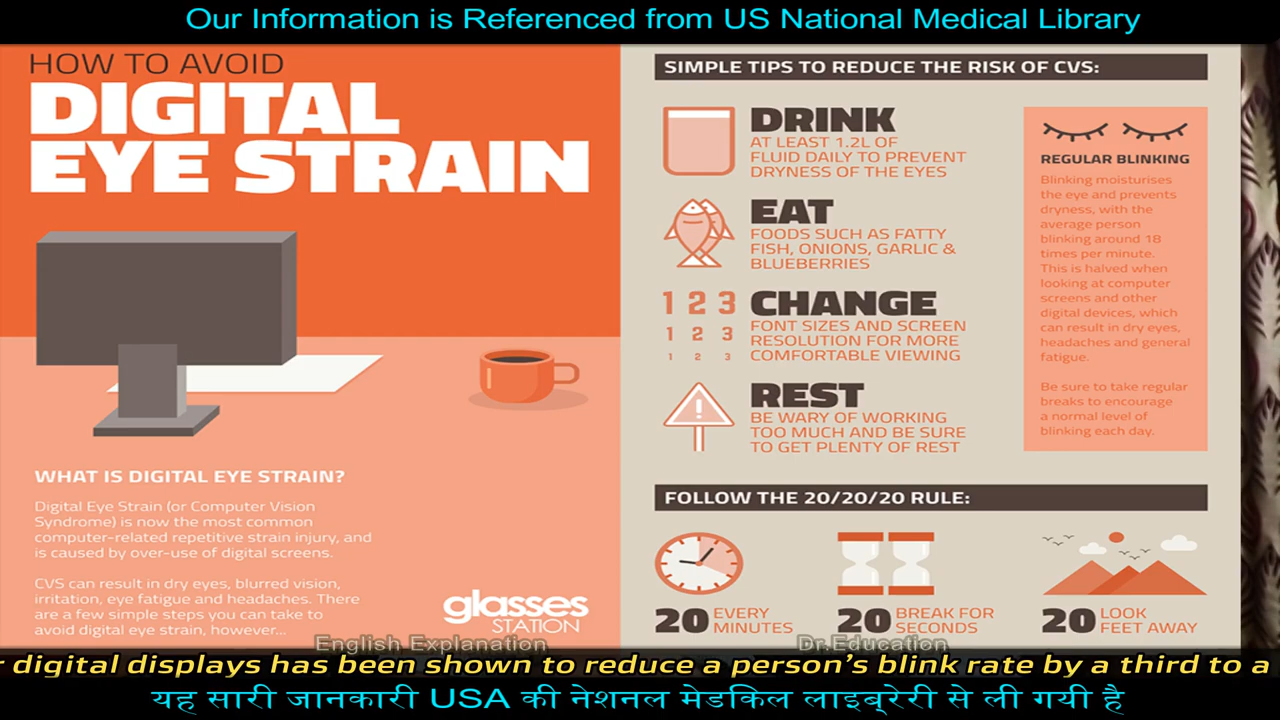 Our Information is Referenced from US National Medical Library
HOW TO AVOID
DIGITAL
EYE STRAIN
WHAT IS DIGITAL EYE STRAIN?
Digital Eye Strain (or Computer Vision
Syndrome) is now the most common
computer-related repetitive strain injury, and
is caused by over-use of digital screens.
CVS can result in dry eyes, blurred vision,
irritation, eye fatigue and headaches. There
are a few simple steps you can take to
avoid digital eye strain, however...
glasses
STATION
SIMPLE TIPS TO REDUCE THE RISK OF CVS:
DRINK
AT LEAST 1.2L OF
FLUID DAILY TO PREVENT
DRYNESS OF THE EYES
EAT
FOODS SUCH AS FATTY
FISH, ONIONS, GARLIC &
BLUEBERRIES
1 2 3
1 2 3
1 2 3
CHANGE
FONT SIZES AND SCREEN
RESOLUTION FOR MORE
COMFORTABLE VIEWING
REST
BE WARY OF WORKING
TOO MUCH AND BE SURE
TO GET PLENTY OF REST
REGULAR BLINKING
Blinking moisturises
the eye and prevents
dryness, with the
average person
blinking around 18
times per minute.
This is halved when
looking at computer
screens and other
digital devices, which
can result in dry eyes,
headaches and general
fatigue.
Be sure to take regular
breaks to encourage
a normal level of
blinking each day.
FOLLOW THE 20/20/20 RULE:
20 EVERY
MINUTES
20 BREAK FOR
SECONDS
20 LOOK
FEET AWAY
English Explanation
Dr.Education
r digital displays has been shown to reduce a person's blink rate by a third to a
यह सारी जानकारी USA की नेशनल मेडकिल लाइब्रेरी से ली गयी है